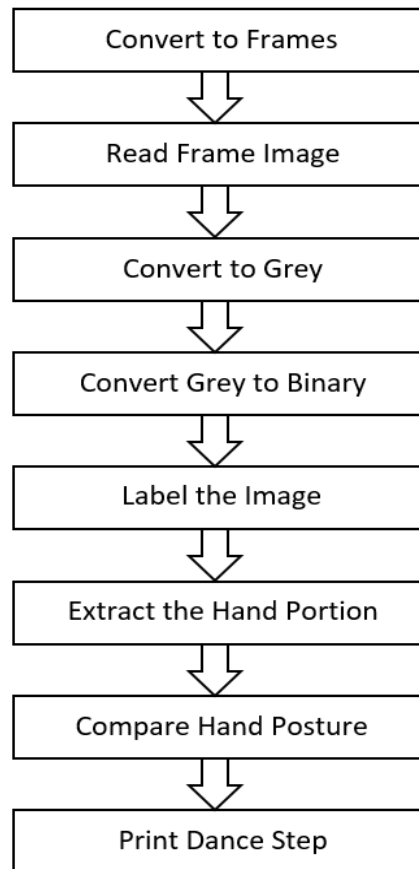 Convert to Frames
Read Frame Image
Convert to Grey
Convert Grey to Binary
Label the Image
Extract the Hand Portion
Compare Hand Posture
Print Dance Step